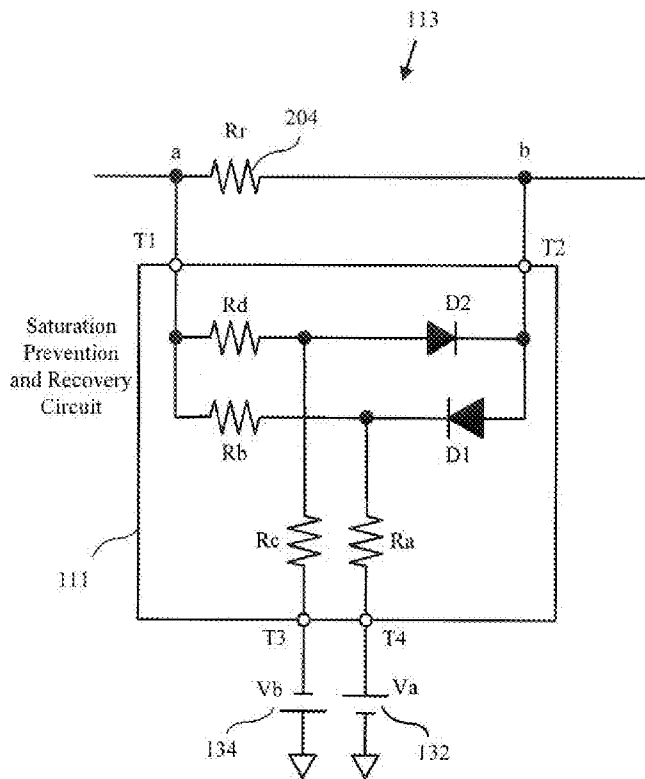 113
204
Rr
a
b
T1
T2
Rd
D2
Saturation
Prevention
and Recovery
Circuit
Rb
D1
Rc
Ra
111
T3
T4
Vb
Va
134
132